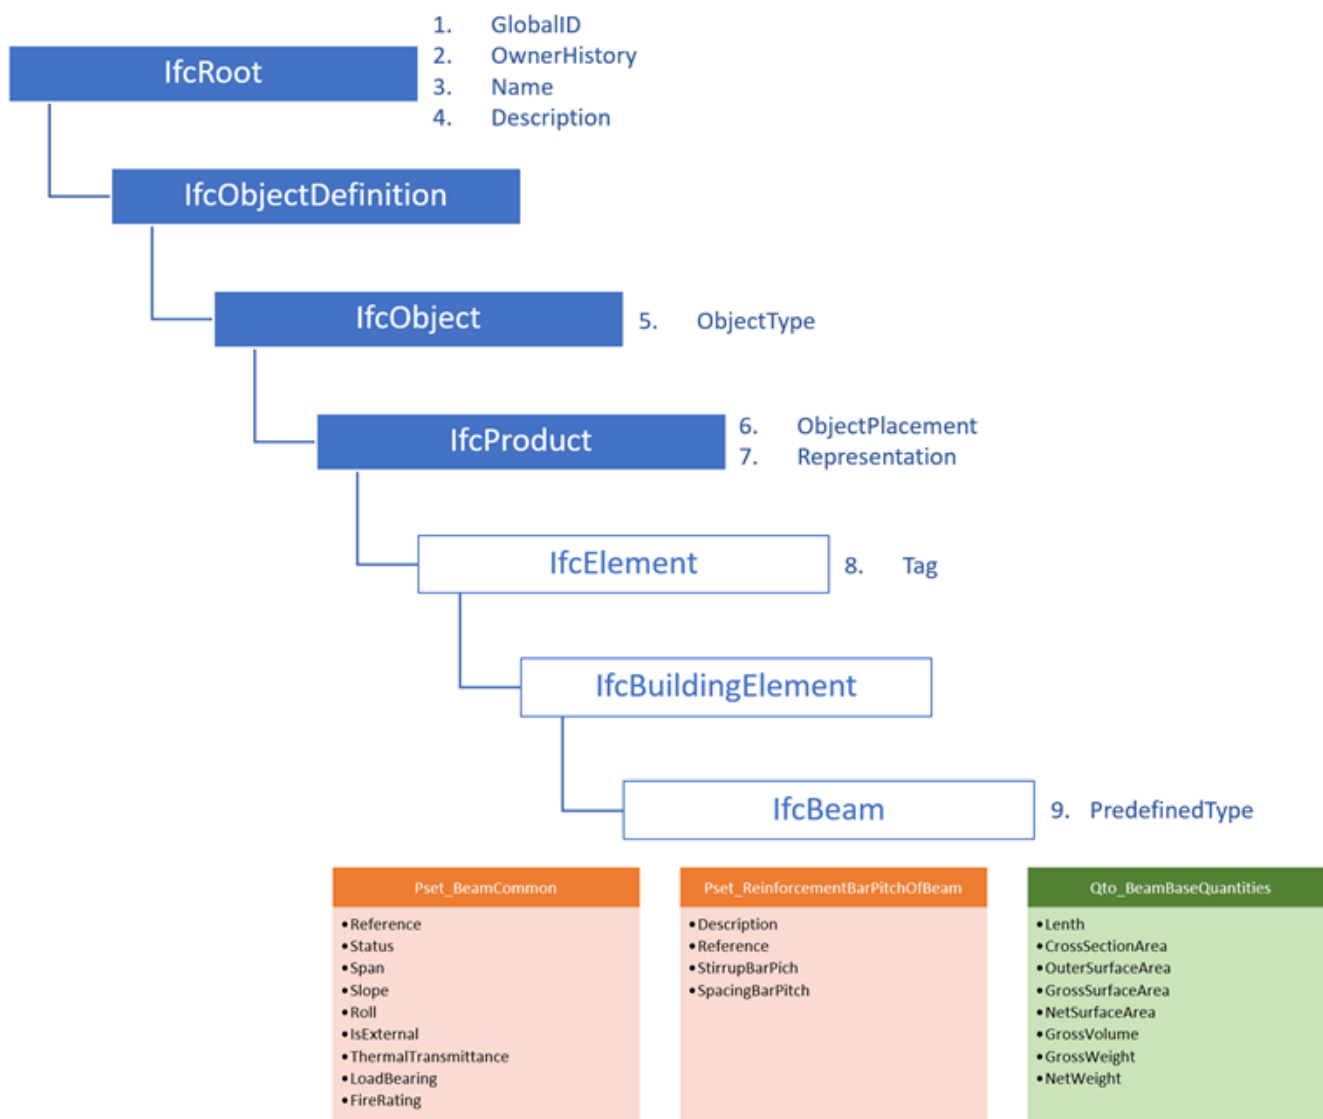 1. GlobalID
2. OwnerHistory
IfcRoot
3. Name
4. Description
IfcObjectDefinition
IfcObject
5. ObjectType
6. ObjectPlacement
IfcProduct
7. Representation
IfcElement
8. Tag
IfcBuildingElement
IfcBeam
9. PredefinedType
Pset_BeamCommon
•Reference
•Status
•Span
•Slope
•Roll
•IsExternal
•ThermalTransmittance
•LoadBearing
•FireRating
Pset_ReinforcementBarPitchOfBeam
•Description
•Reference
•StirrupBarPich
•SpacingBarPitch
Qto_BeamBaseQuantities
•Lenth
•CrossSectionArea
•OuterSurfaceArea
•GrossSurfaceArea
•NetSurfaceArea
•GrossVolume
•GrossWeight
•NetWeight